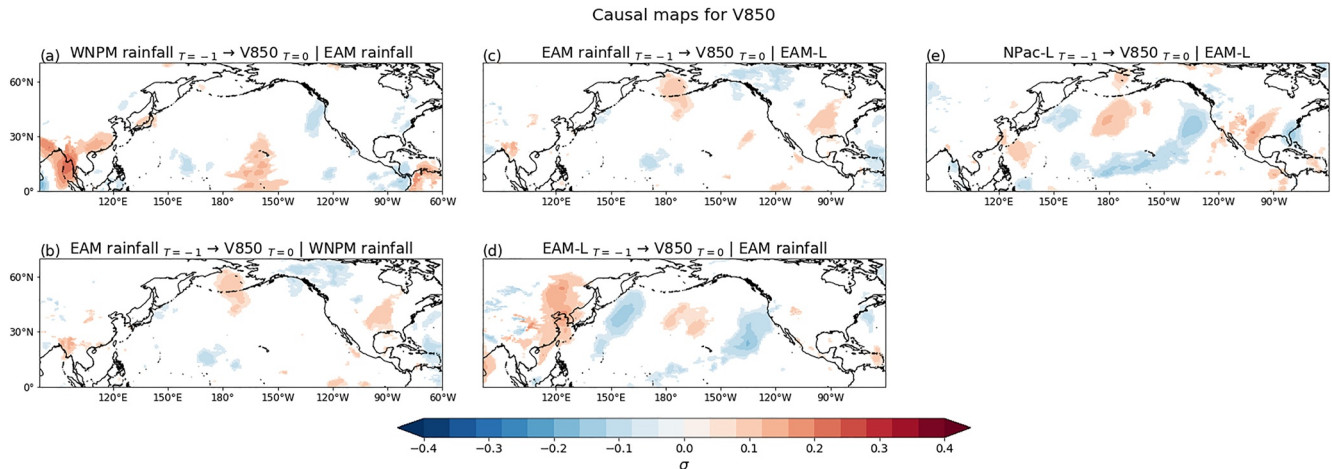 Causal maps for V850
(a) WNPM rainfall T = −1 → V850 T = 0 | EAM rainfall
60°N
30°N
0°
120°E 150°E 180° 150°W 120°W 90°W 60°W
(c) EAM rainfall T = −1 → V850 T = 0 | EAM-L
120°E 150°E 180° 150°W 120°W 90°W
(e) NPac-L T = −1 → V850 T = 0 | EAM-L
120°E 150°E 180° 150°W 120°W 90°W
(b) EAM rainfall T = −1 → V850 T = 0 | WNPM rainfall
60°N
30°N
0°
120°E 150°E 180° 150°W 120°W 90°W 60°W
(d) EAM-L T = −1 → V850 T = 0 | EAM rainfall
120°E 150°E 180° 150°W 120°W 90°W
−0.4 −0.3 −0.2 −0.1 0.0 0.1 0.2 0.3 0.4
σ